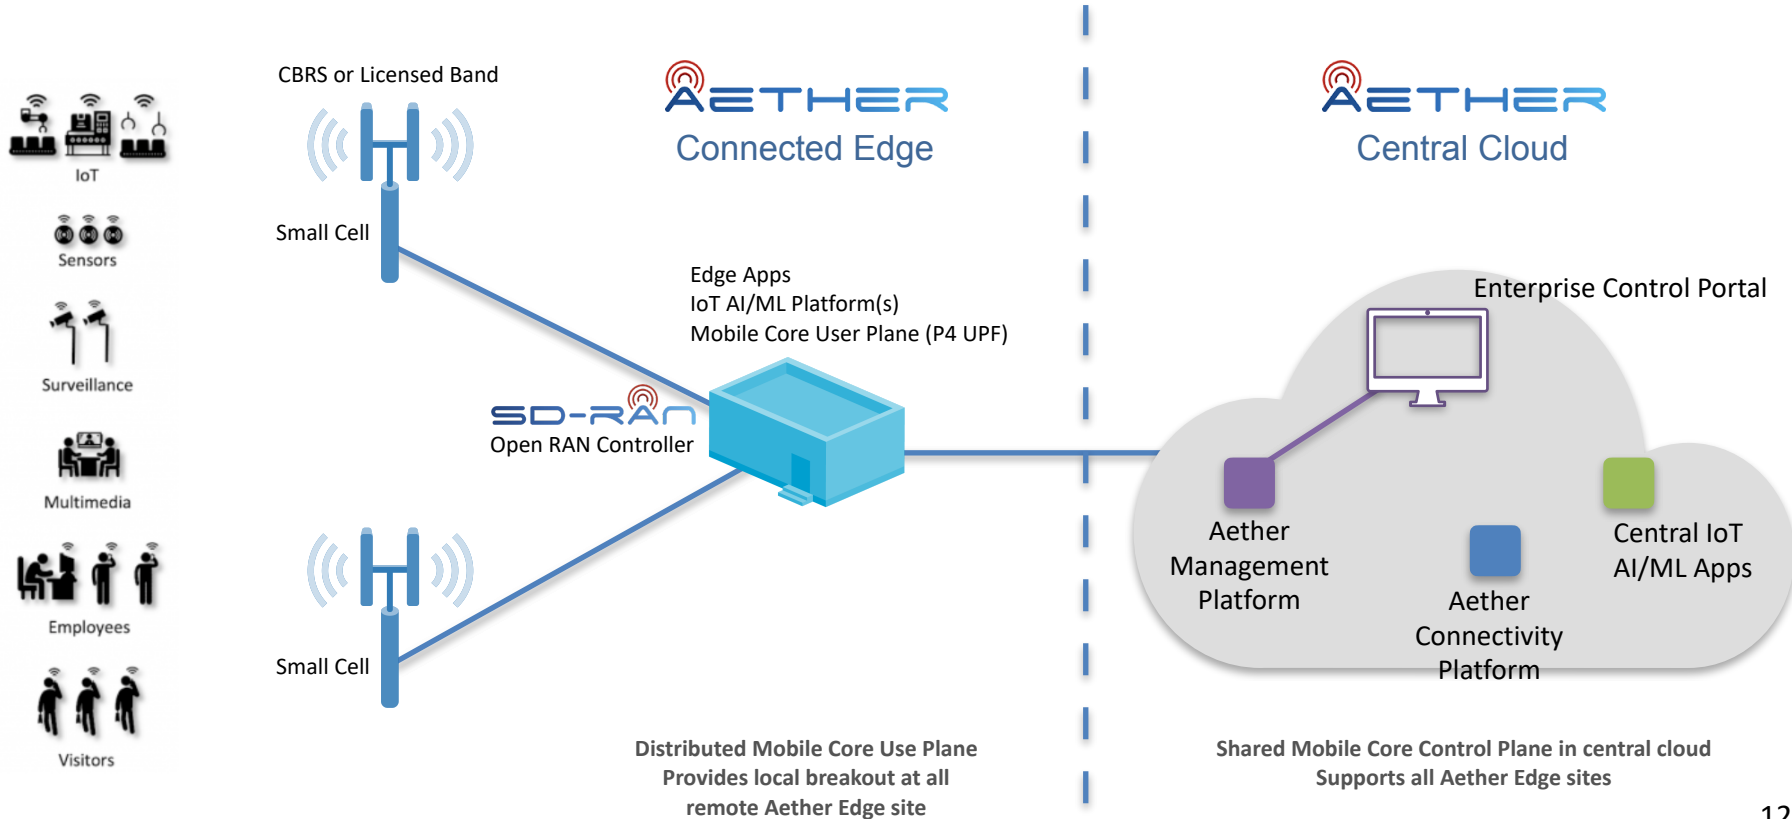 IoT
Sensors
Surveillance
Multimedia
Employees
Visitors
CBRS or Licensed Band
Small Cell
Small Cell
AETHER
Connected Edge
Edge Apps
IoT AI/ML Platform(s)
Mobile Core User Plane (P4 UPF)
SD-RAN
Open RAN Controller
Distributed Mobile Core Use Plane
Provides local breakout at all
remote Aether Edge site
AETHER
Central Cloud
Enterprise Control Portal
Aether
Management
Platform
Aether
Connectivity
Platform
Central IoT
AI/ML Apps
Shared Mobile Core Control Plane in central cloud
Supports all Aether Edge sites
12